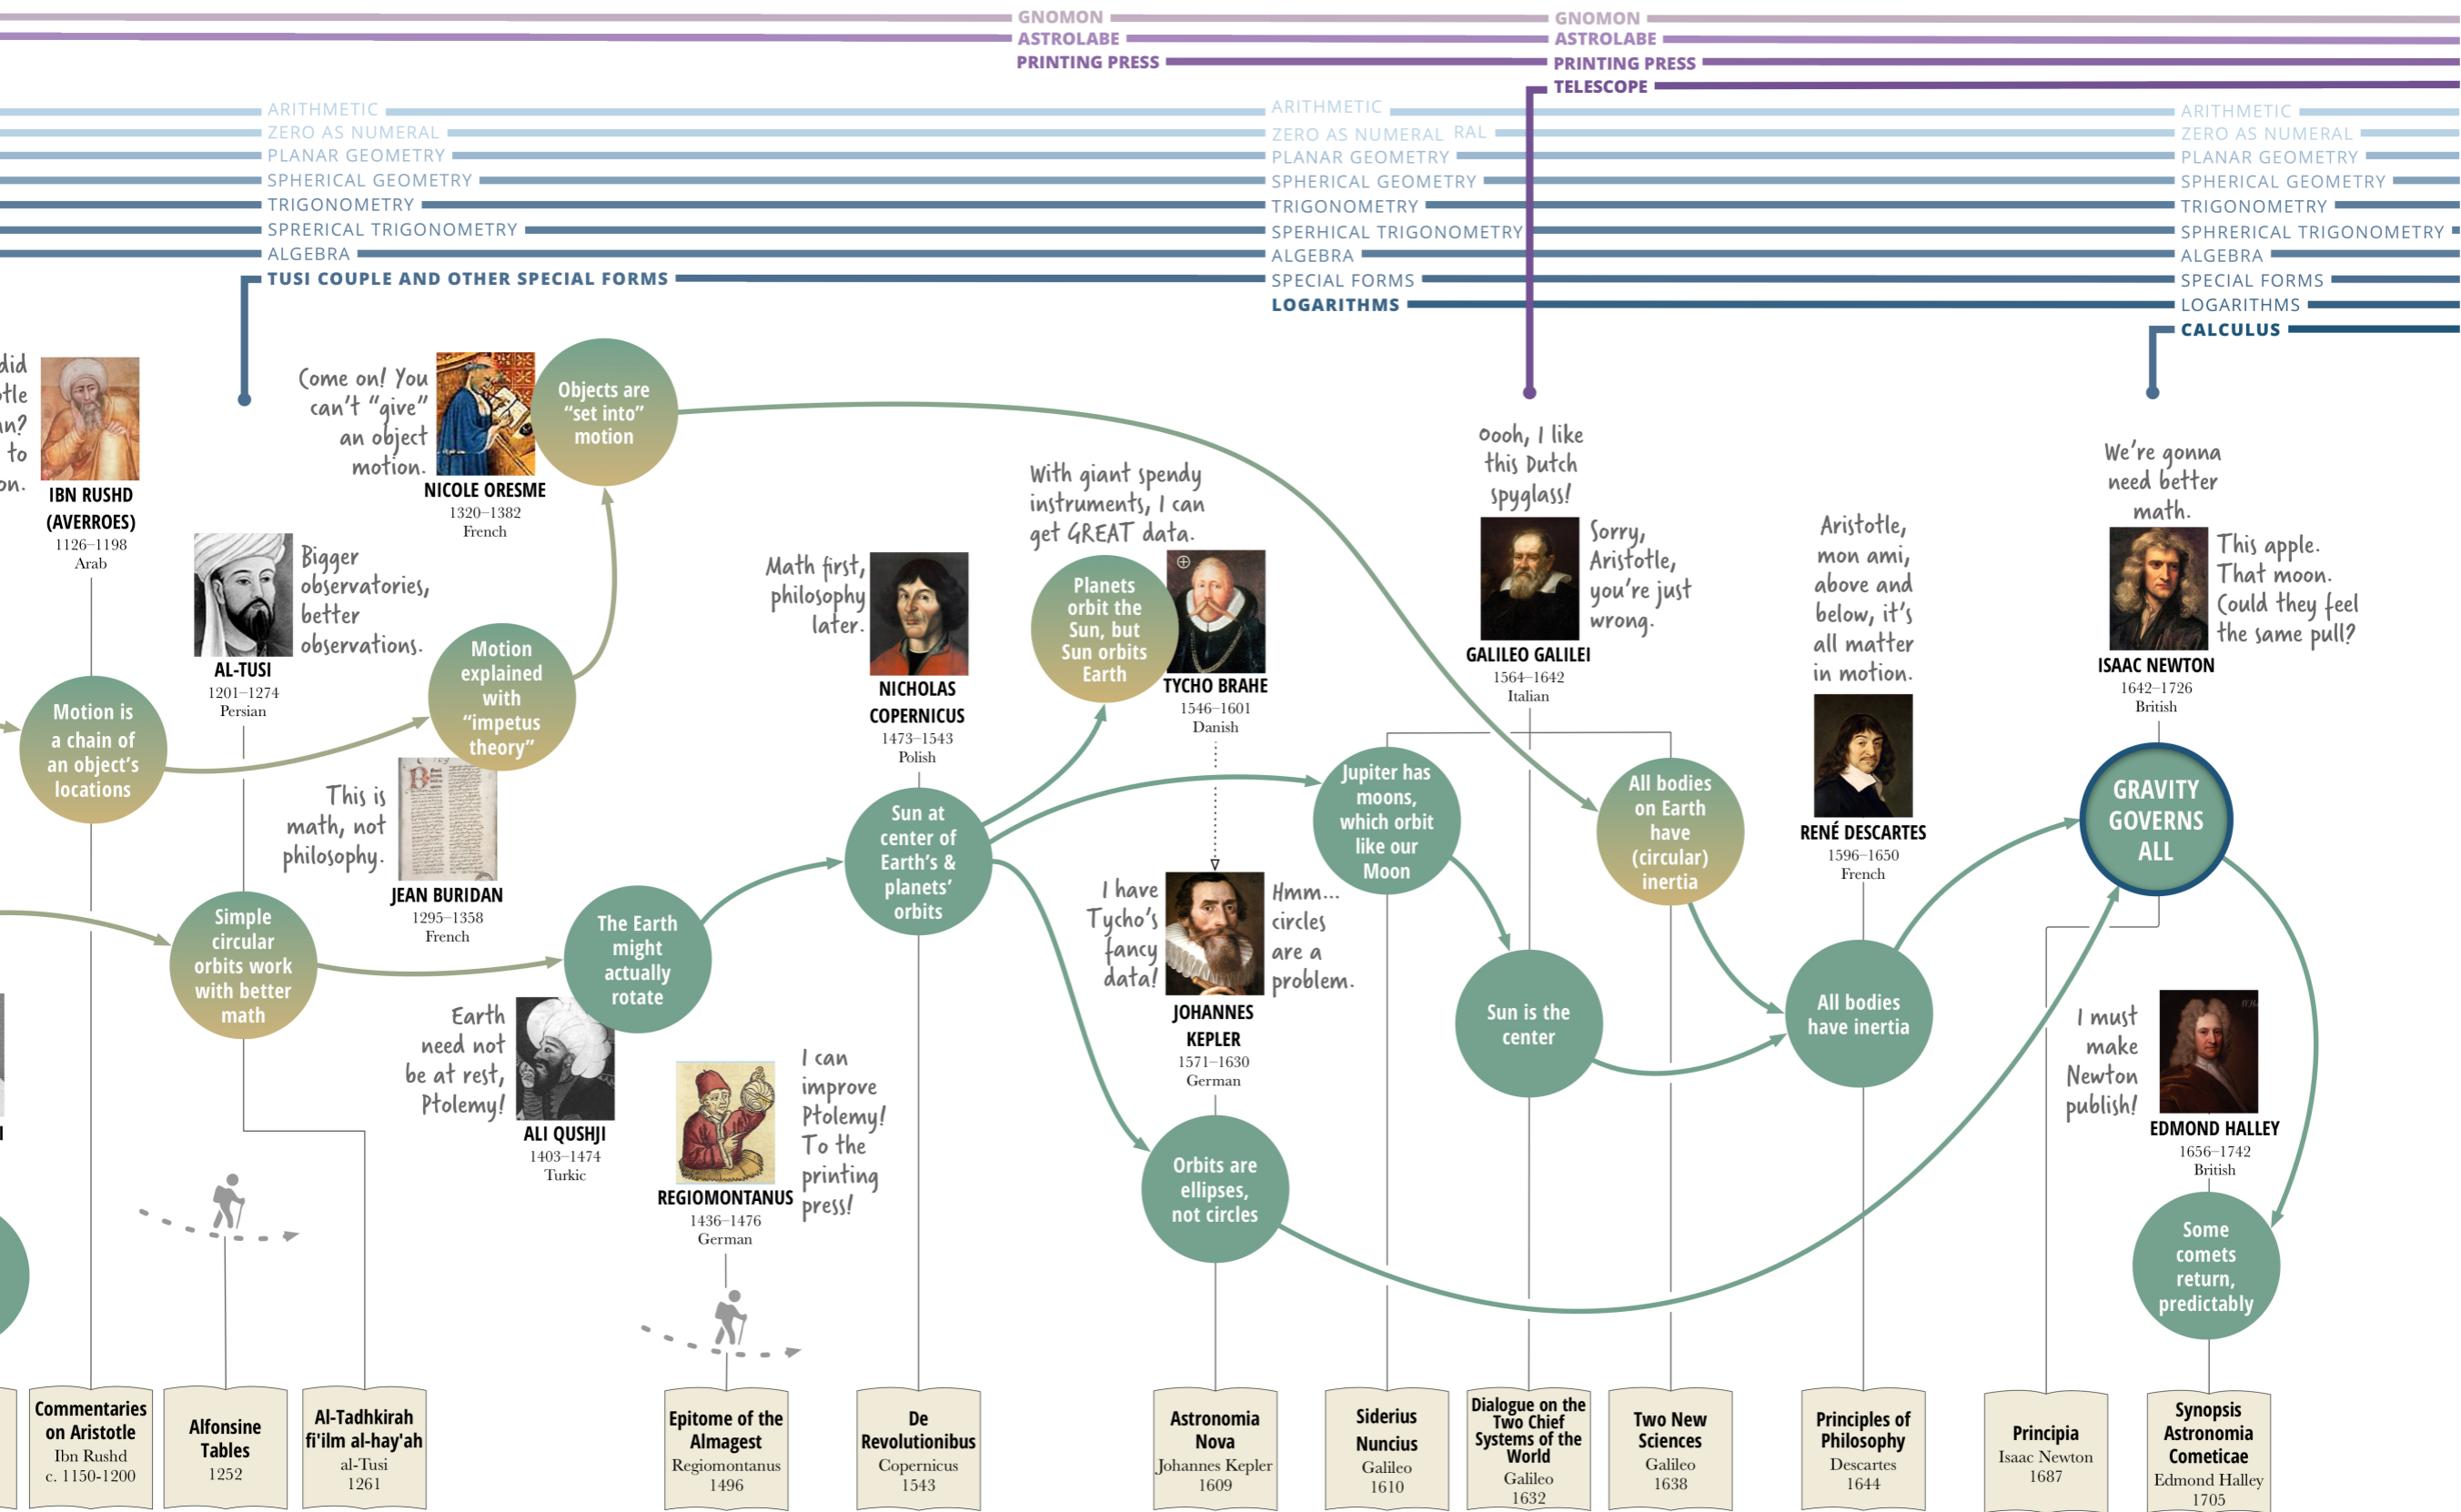 GNOMON
ASTROLABE
PRINTING PRESS
GNOMON
ASTROLABE
PRINTING PRESS
TELESCOPE
ARITHMETIC
ZERO AS NUMERAL
PLANAR GEOMETRY
SPHERICAL GEOMETRY
TRIGONOMETRY
SPRERICAL TRIGONOMETRY
ALGEBRA
TUSI COUPLE AND OTHER SPECIAL FORMS
ARITHMETIC
ZERO AS NUMERAL RAL
PLANAR GEOMETRY
SPHERICAL GEOMETRY
TRIGONOMETRY
SPERHICAL TRIGONOMETRY
ALGEBRA
SPECIAL FORMS
LOGARITHMS
ARITHMETIC
ZERO AS NUMERAL
PLANAR GEOMETRY
SPHERICAL GEOMETRY
TRIGONOMETRY
SPHRERICAL TRIGONOMETRY
ALGEBRA
SPECIAL FORMS
LOGARITHMS
CALCULUS
did
to
IBN RUSHD
(AVERROES)
1126–1198
Arab
Motion is
a chain of
an object's
locations
AL-TUSI
1201–1274
Persian
Bigger
observatories,
better
observations.
Simple
circular
orbits work
with better
math
Come on! You
can't “give”
an object
motion.
NICOLE ORESME
1320–1382
French
Objects are
“set into”
motion
Motion
explained
with
“impetus
theory”
This is
math, not
philosophy.
JEAN BURIDAN
1295–1358
French
The Earth
might
actually
rotate
Earth
need not
be at rest,
Ptolemy!
ALI QUSHJI
1403–1474
Turkic
REGIOMONTANUS
1436–1476
German
I can
improve
Ptolemy!
To the
printing
press!
Math first,
philosophy
later.
NICHOLAS
COPERNICUS
1473–1543
Polish
Sun at
center of
Earth's &
planets'
orbits
With giant spendy
instruments, I can
get GREAT data.
Planets
orbit the
Sun, but
Sun orbits
Earth
TYCHO BRAHE
1546–1601
Danish
I have
Tycho's
fancy
data!
Hmm...
circles
are a
problem.
JOHANNES
KEPLER
1571–1630
German
Orbits are
ellipses,
not circles
Oooh, I like
this Dutch
spyglass!
Sorry,
Aristotle,
you're just
wrong.
GALILEO GALILEI
1564–1642
Italian
Jupiter has
moons,
which orbit
like our
Moon
Sun is the
center
All bodies
on Earth
have
(circular)
inertia
Aristotle,
mon ami,
above and
below, it's
all matter
in motion.
RENÉ DESCARTES
1596–1650
French
All bodies
have inertia
We're gonna
need better
math.
This apple.
That moon.
Could they feel
the same pull?
ISAAC NEWTON
1642–1726
British
GRAVITY
GOVERNS
ALL
I must
make
Newton
publish!
EDMOND HALLEY
1656–1742
British
Some
comets
return,
predictably
Commentaries
on Aristotle
Ibn Rushd
c. 1150-1200
Alfonsine
Tables
1252
Al-Tadhkirah
fi'ilm al-hay'ah
al-Tusi
1261
Epitome of the
Almagest
Regiomontanus
1496
De
Revolutionibus
Copernicus
1543
Astronomia
Nova
Johannes Kepler
1609
Siderius
Nuncius
Galileo
1610
Dialogue on the
Two Chief
Systems of the
World
Galileo
1632
Two New
Sciences
Galileo
1638
Principles of
Philosophy
Descartes
1644
Principia
Isaac Newton
1687
Synopsis
Astronomia
Cometicae
Edmond Halley
1705